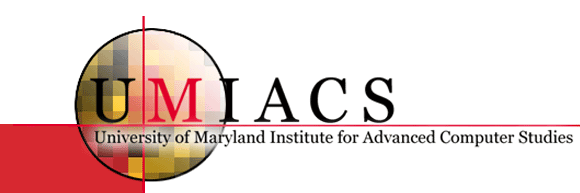 UMIACS
University of Maryland Institute for Advanced Computer Studies